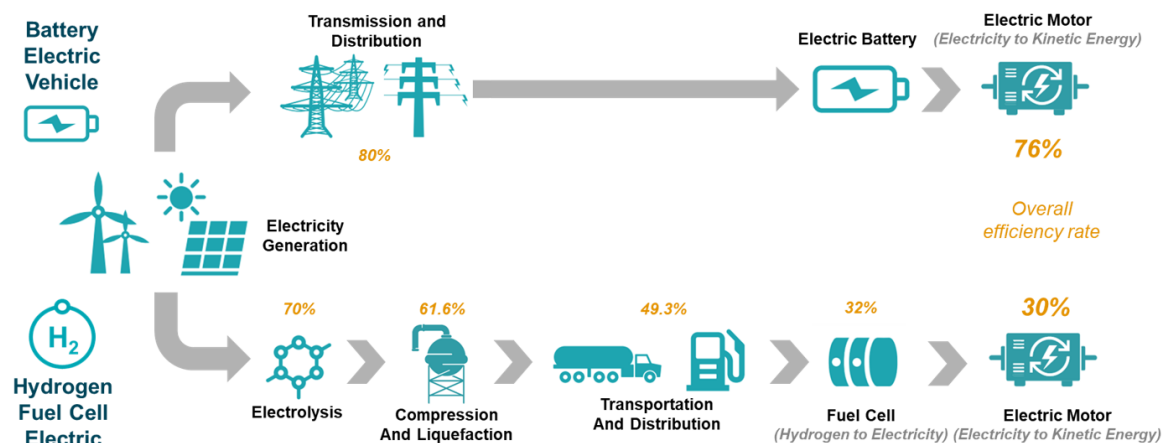 Battery
Electric
Vehicle
Transmission and
Distribution
80%
Electric Battery
Electric Motor
(Electricity to Kinetic Energy)
76%
Overall
efficiency rate
Electricity
Generation
H2
Hydrogen
Fuel Cell
Electric
70%
Electrolysis
61.6%
Compression
And Liquefaction
49.3%
Transportation
And Distribution
32%
Fuel Cell
(Hydrogen to Electricity)
30%
Electric Motor
(Electricity to Kinetic Energy)